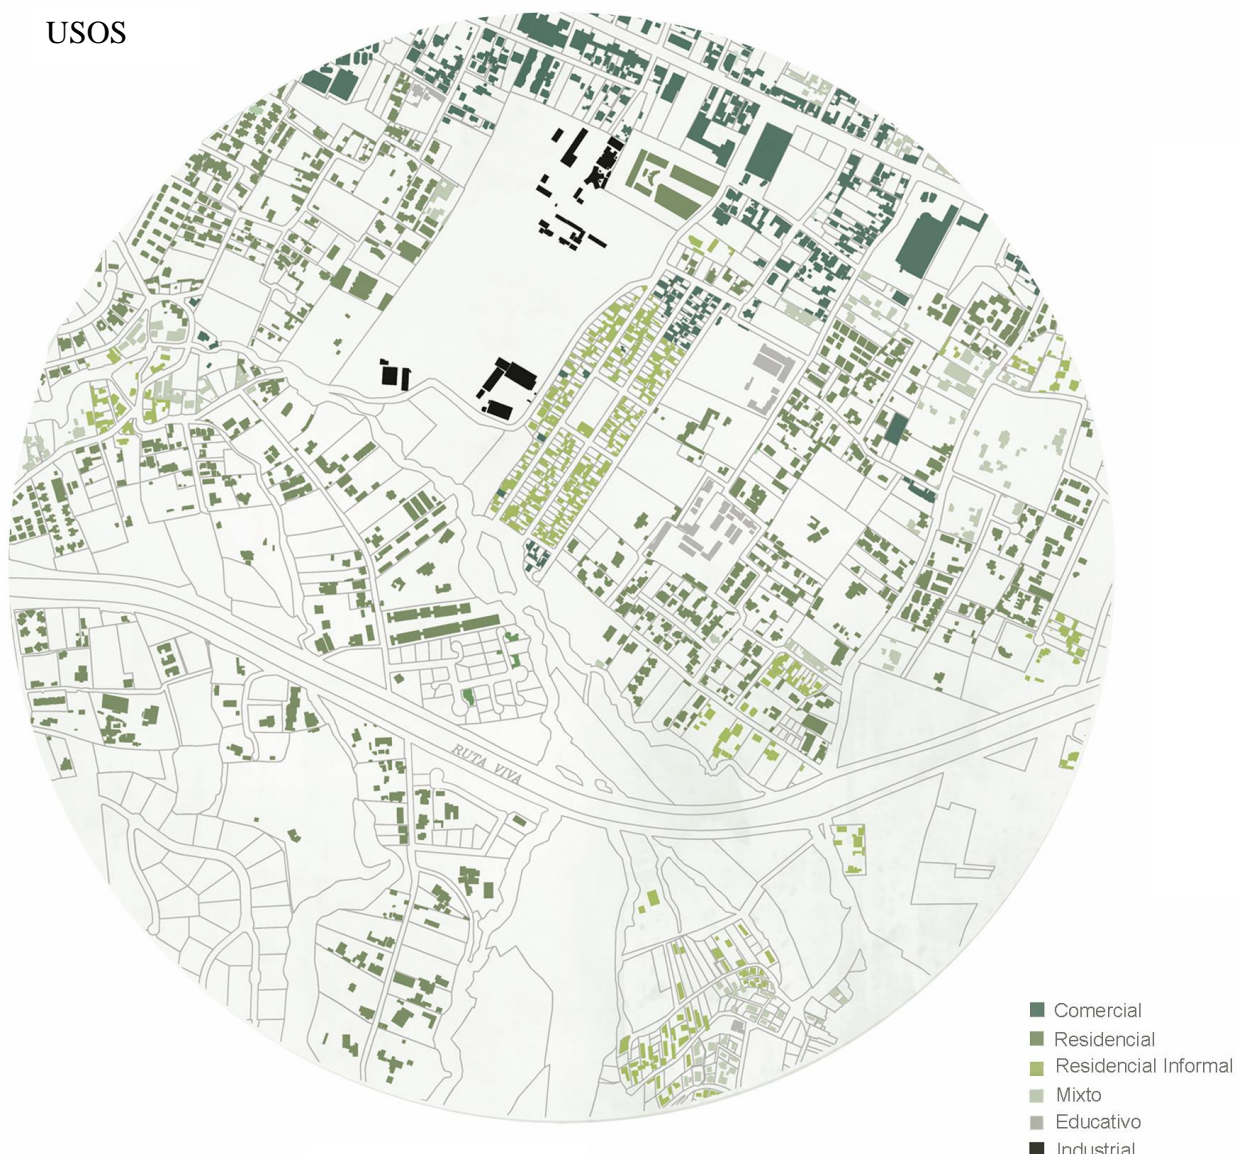 USOS
RUTA VIVA
Comercial
Residencial
Residencial Informal
Mixto
Educativo
Industrial